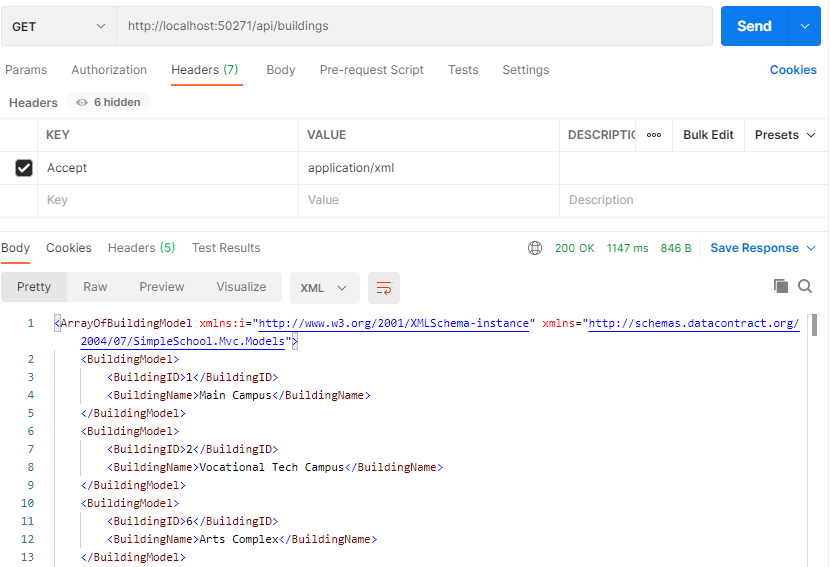 GET http://localhost:50271/api/buildings Send
Params Authorization Headers (7) Body Pre-request Script Tests Settings Cookies
Headers 6 hidden
KEY VALUE DESCRIPTIC ooo Bulk Edit Presets
Accept application/xml
Key Value Description
Body Cookies Headers (5) Test Results 200 OK 1147 ms 846 B Save Response
Pretty Raw Preview Visualize XML
1 <ArrayOfBuildingModel xmlns:i="http://www.w3.org/2001/XMLSchema-instance" xmlns="http://schemas.datacontract.org/
2004/07/SimpleSchool.Mvc.Models">
2 <BuildingModel>
3 <BuildingID>1</BuildingID>
4 <BuildingName>Main Campus</BuildingName>
5 </BuildingModel>
6 <BuildingModel>
7 <BuildingID>2</BuildingID>
8 <BuildingName>Vocational Tech Campus</BuildingName>
9 </BuildingModel>
10 <BuildingModel>
11 <BuildingID>6</BuildingID>
12 <BuildingName>Arts Complex</BuildingName>
13 </BuildingModel>